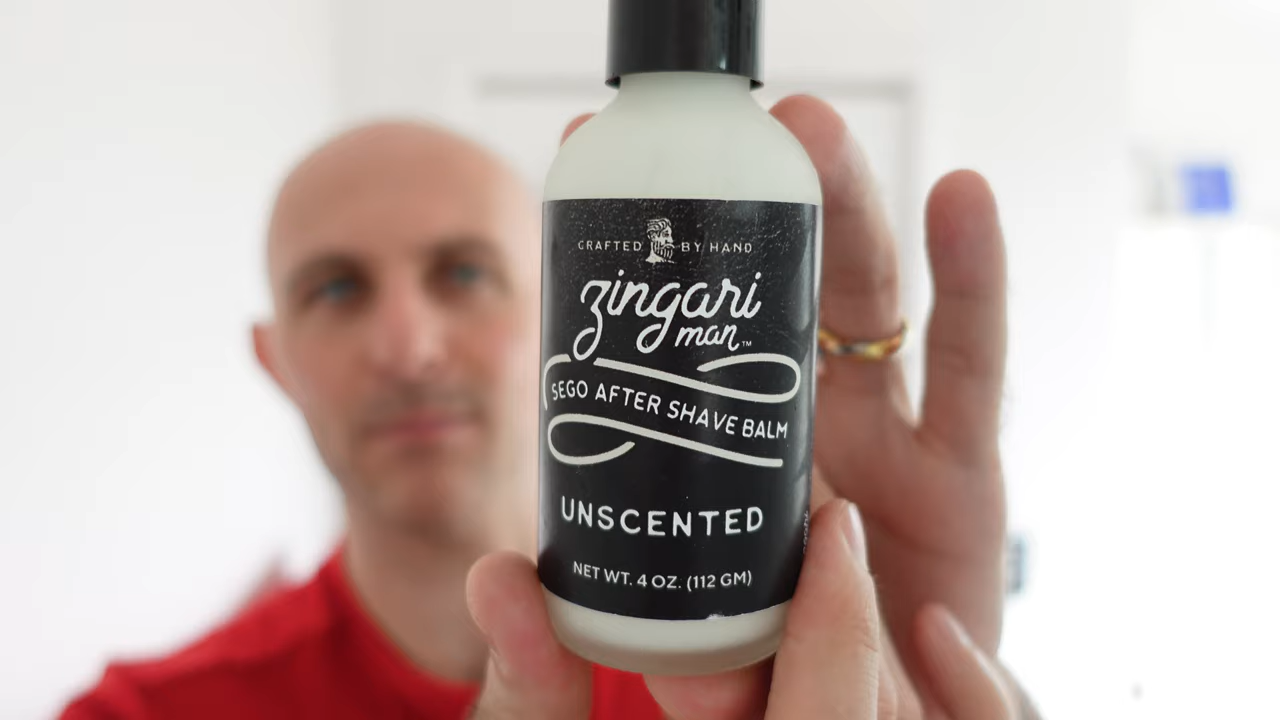 CRAFTED BY HAND
zingari
man™
SEGO AFTER SHAVE BALM
UNSCENTED
NET WT. 4 OZ. (112 GM)